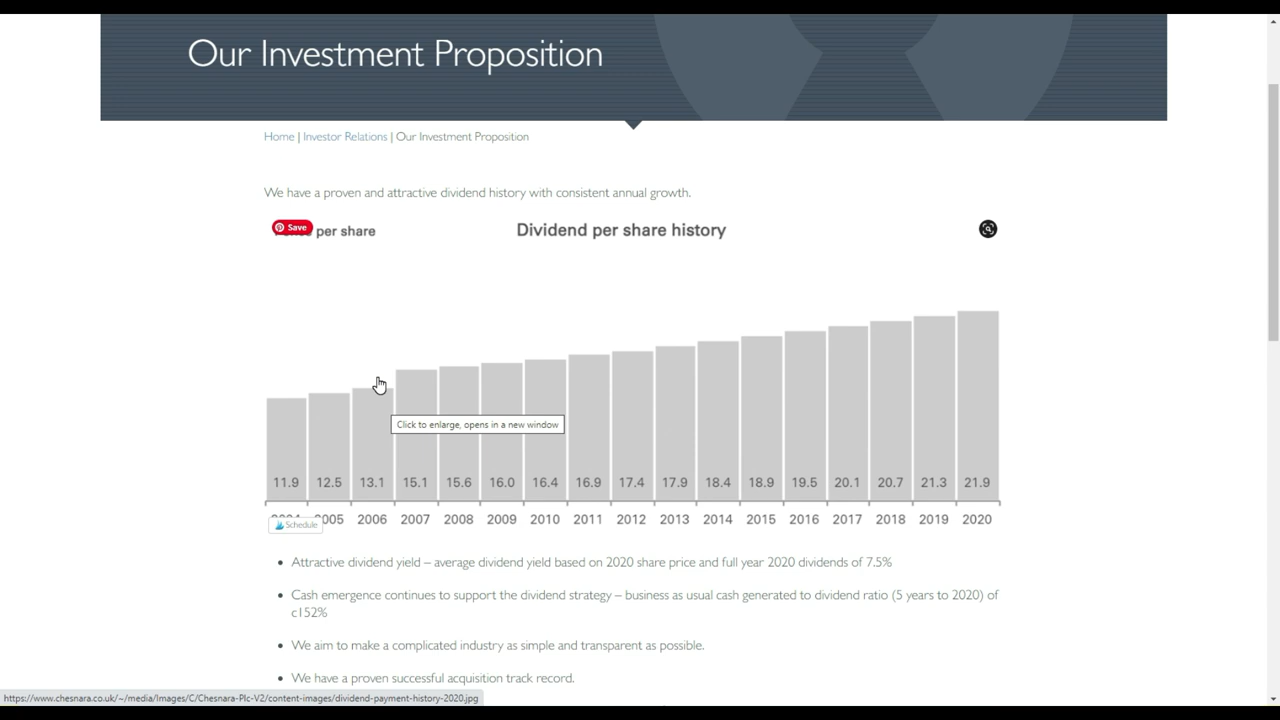 Our Investment Proposition
Home | Investor Relations | Our Investment Proposition
We have a proven and attractive dividend history with consistent annual growth.
Save
per share
Dividend per share history
Click to enlarge, opens in a new window
11.9 12.5 13.1 15.1 15.6 16.0 16.4 16.9 17.4 17.9 18.4 18.9 19.5 20.1 20.7 21.3 21.9
2006 2007 2008 2009 2010 2011 2012 2013 2014 2015 2016 2017 2018 2019 2020
Schedule
• Attractive dividend yield – average dividend yield based on 2020 share price and full year 2020 dividends of 7.5%
• Cash emergence continues to support the dividend strategy – business as usual cash generated to dividend ratio (5 years to 2020) of
c152%
• We aim to make a complicated industry as simple and transparent as possible.
• We have a proven successful acquisition track record.
https://www.chesnara.co.uk/~/media/Images/C/Chesnara-Plc-V2/content-images/dividend-payment-history-2020.jpg